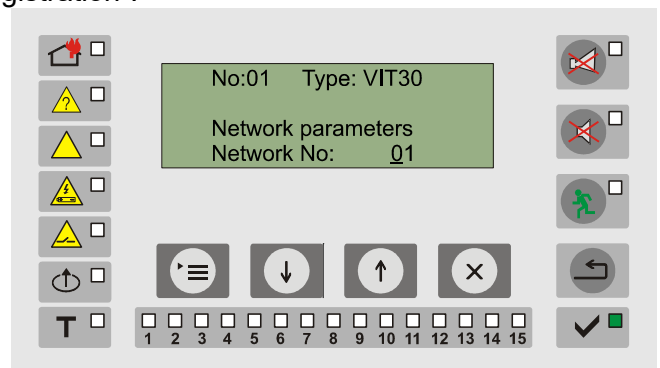 gistration".
No:01 Type: VIT30
Network parameters
Network No: 01
?
T
1 2 3 4 5 6 7 8 9 10 11 12 13 14 15